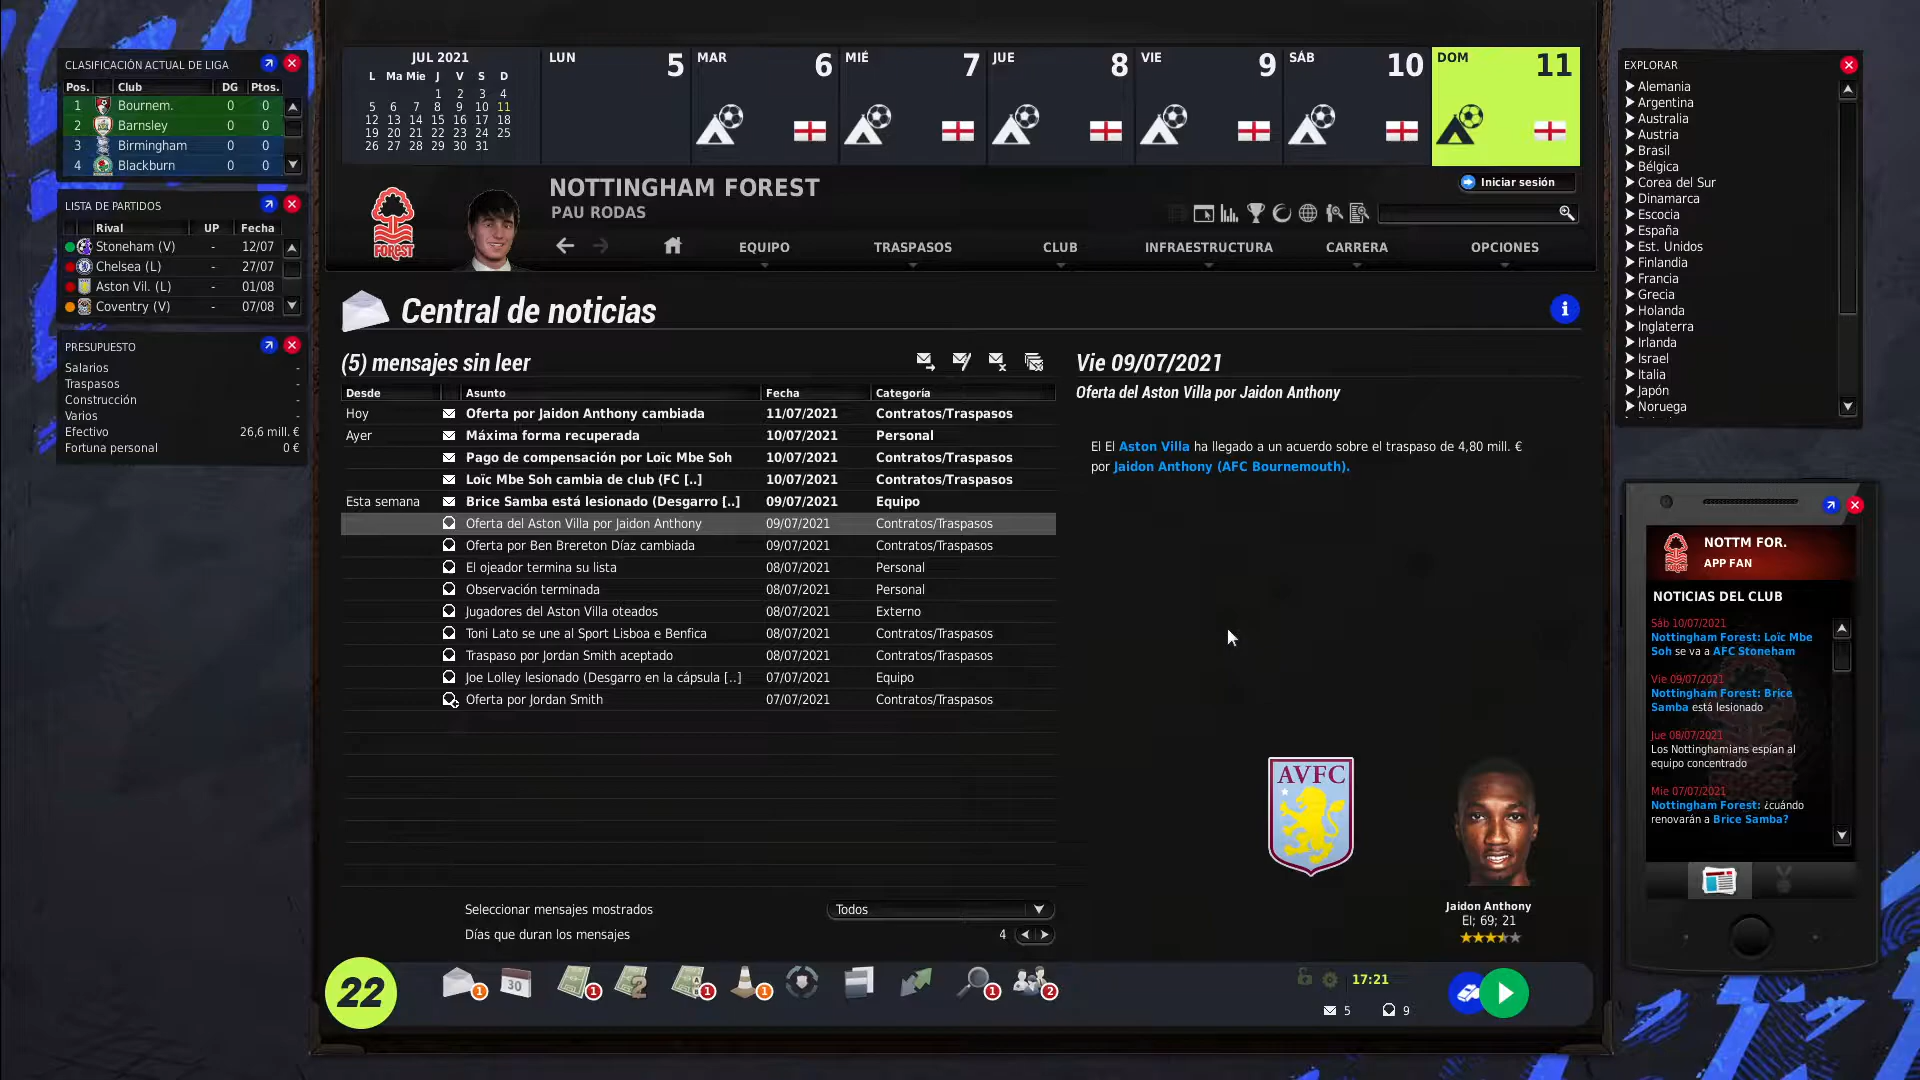 CLASIFICACIÓN ACTUAL DE LIGA
Pos. Club DG Ptos.
1 Bournem. 0 0
2 Barnsley 0 0
3 Birmingham 0 0
4 Blackburn 0 0
LISTA DE PARTIDOS
Rival UP Fecha
Stoneham (V) - 12/07
Chelsea (L) - 27/07
Aston Vil. (L) - 01/08
Coventry (V) - 07/08
PRESUPUESTO
Salarios -
Traspasos -
Construcción -
Varios -
Efectivo 26,6 mill. €
Fortuna personal 0 €
JUL 2021
L Ma Mie J V S D
1 2 3 4
5 6 7 8 9 10 11
12 13 14 15 16 17 18
19 20 21 22 23 24 25
26 27 28 29 30 31
LUN 5
MAR 6
MIÉ 7
JUE 8
VIE 9
SÁB 10
DOM 11
FOREST
NOTTINGHAM FOREST
PAU RODAS
Iniciar sesión
EQUIPO TRASPASOS CLUB INFRAESTRUCTURA CARRERA OPCIONES
Central de noticias
i
(5) mensajes sin leer
Desde Asunto Fecha Categoría
Hoy Oferta por Jaidon Anthony cambiada 11/07/2021 Contratos/Traspasos
Ayer Máxima forma recuperada 10/07/2021 Personal
Pago de compensación por Loïc Mbe Soh 10/07/2021 Contratos/Traspasos
Loïc Mbe Soh cambia de club (FC [..] 10/07/2021 Contratos/Traspasos
Esta semana Brice Samba está lesionado (Desgarro [..] 09/07/2021 Equipo
Oferta del Aston Villa por Jaidon Anthony 09/07/2021 Contratos/Traspasos
Oferta por Ben Brereton Díaz cambiada 09/07/2021 Contratos/Traspasos
El ojeador termina su lista 08/07/2021 Personal
Observación terminada 08/07/2021 Personal
Jugadores del Aston Villa oteados 08/07/2021 Externo
Toni Lato se une al Sport Lisboa e Benfica 08/07/2021 Contratos/Traspasos
Traspaso por Jordan Smith aceptado 08/07/2021 Contratos/Traspasos
Joe Lolley lesionado (Desgarro en la cápsula [..] 07/07/2021 Equipo
Oferta por Jordan Smith 07/07/2021 Contratos/Traspasos
Seleccionar mensajes mostrados Todos
Días que duran los mensajes 4
Vie 09/07/2021
Oferta del Aston Villa por Jaidon Anthony
El El Aston Villa ha llegado a un acuerdo sobre el traspaso de 4,80 mill. €
por Jaidon Anthony (AFC Bournemouth).
AVFC
Jaidon Anthony
EI; 69; 21
22
1 30 1 2 1 1 1 2
17:21
5 9
EXPLORAR
Alemania
Argentina
Australia
Austria
Brasil
Bélgica
Corea del Sur
Dinamarca
Escocia
España
Est. Unidos
Finlandia
Francia
Grecia
Holanda
Inglaterra
Irlanda
Israel
Italia
Japón
Noruega
NOTTM FOR.
APP FAN
NOTICIAS DEL CLUB
Sáb 10/07/2021
Nottingham Forest: Loïc Mbe
Soh se va a AFC Stoneham
Vie 09/07/2021
Nottingham Forest: Brice
Samba está lesionado
Jue 08/07/2021
Los Nottinghamians espían al
equipo concentrado
Mie 07/07/2021
Nottingham Forest: ¿cuándo
renovarán a Brice Samba?